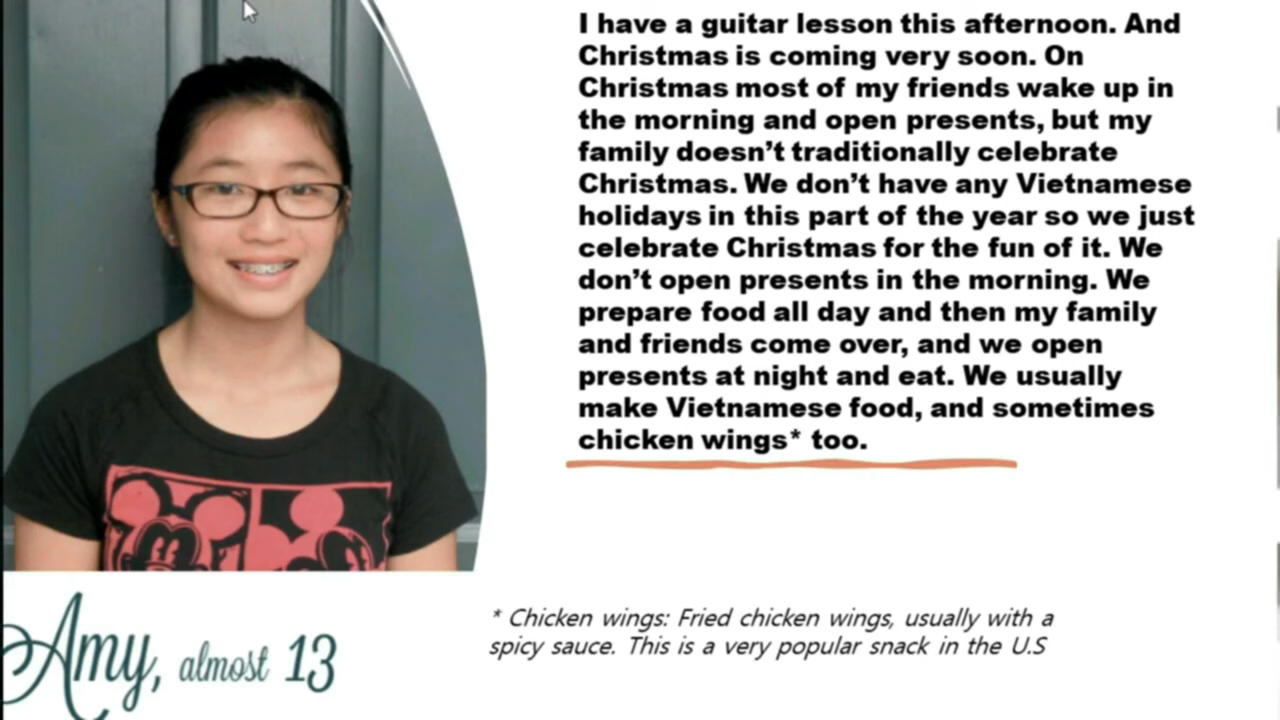 I have a guitar lesson this afternoon. And
Christmas is coming very soon. On
Christmas most of my friends wake up in
the morning and open presents, but my
family doesn’t traditionally celebrate
Christmas. We don’t have any Vietnamese
holidays in this part of the year so we just
celebrate Christmas for the fun of it. We
don’t open presents in the morning. We
prepare food all day and then my family
and friends come over, and we open
presents at night and eat. We usually
make Vietnamese food, and sometimes
chicken wings* too.
* Chicken wings: Fried chicken wings, usually with a
spicy sauce. This is a very popular snack in the U.S
Amy, almost 13